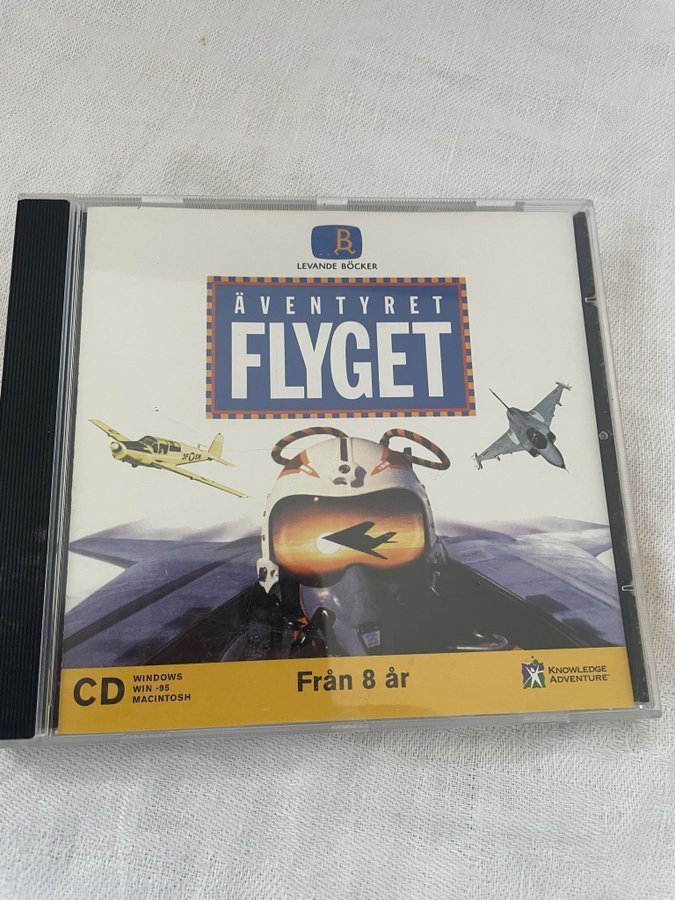 LEVANDE BÖCKER
ÄVENTYRET
FLYGET
CD
WINDOWS
WIN -95
MACINTOSH
Från 8 år
KNOWLEDGE
ADVENTURE